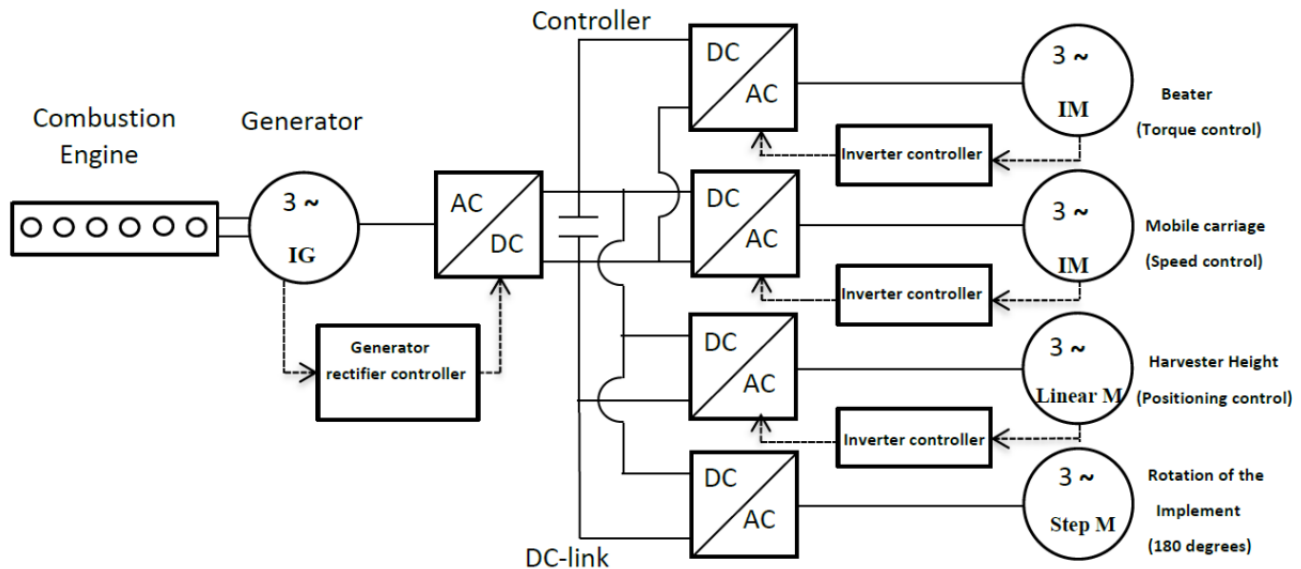 Controller
Combustion
Engine
Generator
3 ~
IG
AC
DC
Generator
rectifier controller
DC
AC
3 ~
IM
Beater
(Torque control)
Inverter controller
DC
AC
3 ~
IM
Mobile carriage
(Speed control)
Inverter controller
DC
AC
3 ~
Linear M
Harvester Height
(Positioning control)
Inverter controller
DC
AC
3 ~
Step M
Rotation of the
Implement
(180 degrees)
DC-link